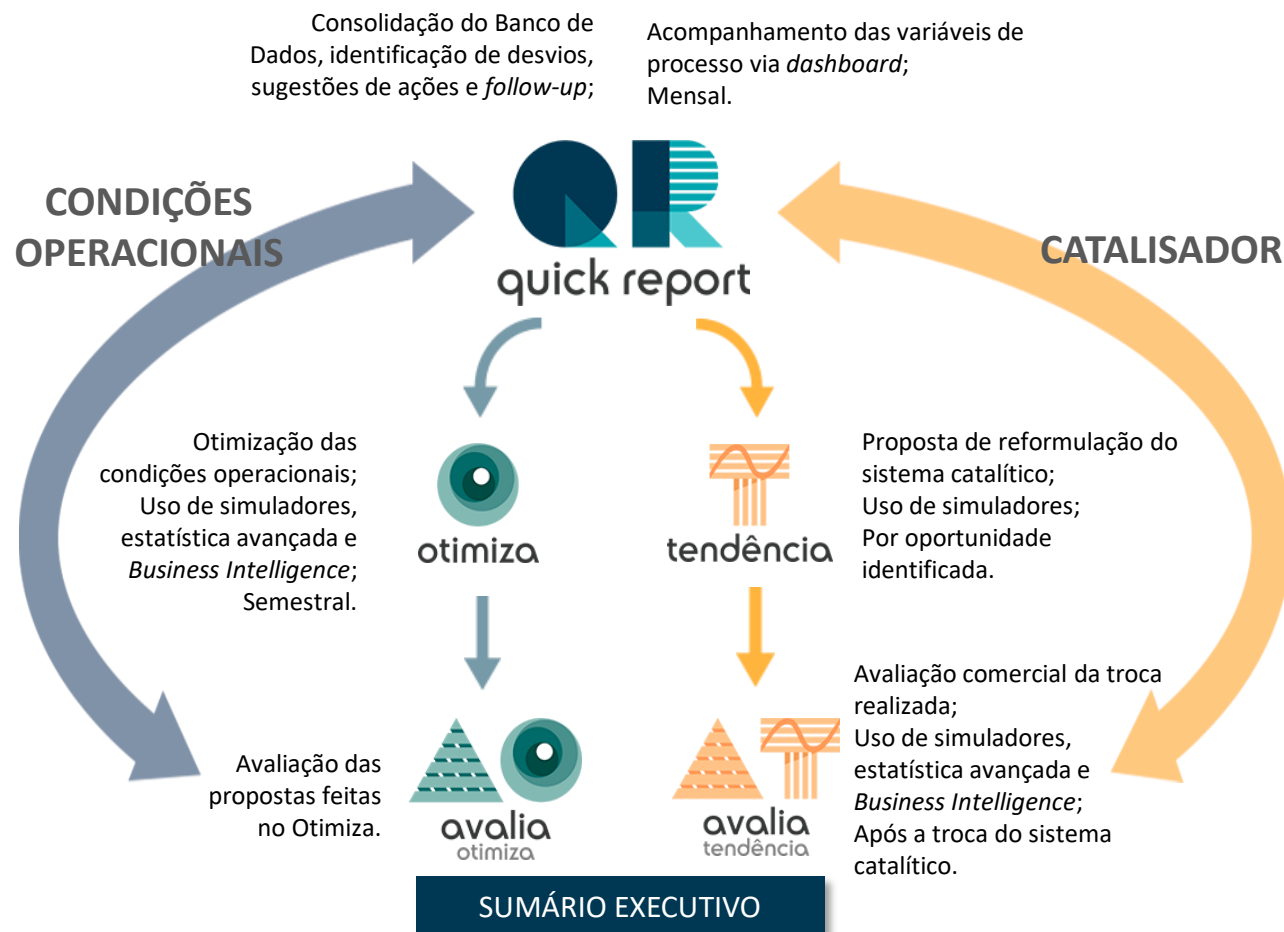 Consolidação do Banco de
Dados, identificação de desvios,
sugestões de ações e follow-up;
Acompanhamento das variáveis de
processo via dashboard;
Mensal.
CONDIÇÕES
OPERACIONAIS
QR
quick report
CATALISADOR
Otimização das
condições operacionais;
Uso de simuladores,
estatística avançada e
Business Intelligence;
Semestral.
otimiza
tendência
Proposta de reformulação do
sistema catalítico;
Uso de simuladores;
Por oportunidade
identificada.
Avaliação das
propostas feitas
no Otimiza.
avalia
otimiza
avalia
tendência
Avaliação comercial da troca
realizada;
Uso de simuladores,
estatística avançada e
Business Intelligence;
Após a troca do sistema
catalítico.
SUMÁRIO EXECUTIVO